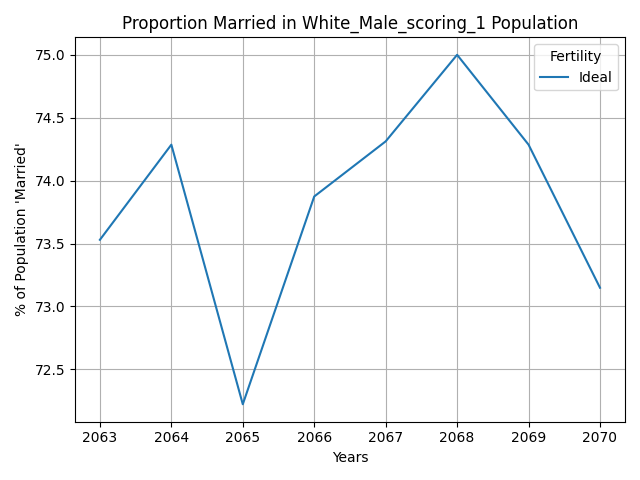 Proportion Married in White_Male_scoring_1 Population
Fertility
Ideal
% of Population 'Married'
75.0
74.5
74.0
73.5
73.0
72.5
2063 2064 2065 2066 2067 2068 2069 2070
Years